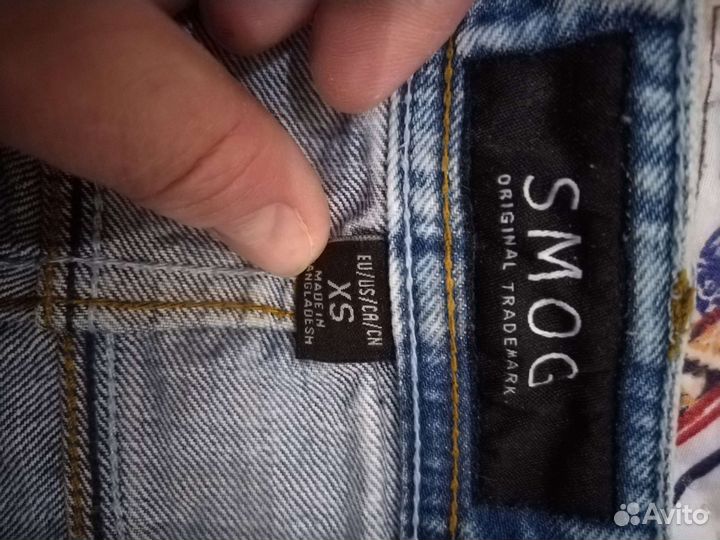 SMOG
ORIGINAL TRADEMARK.
EU/US/CA/CN
XS
MADE IN
BANGLADESH
Avito